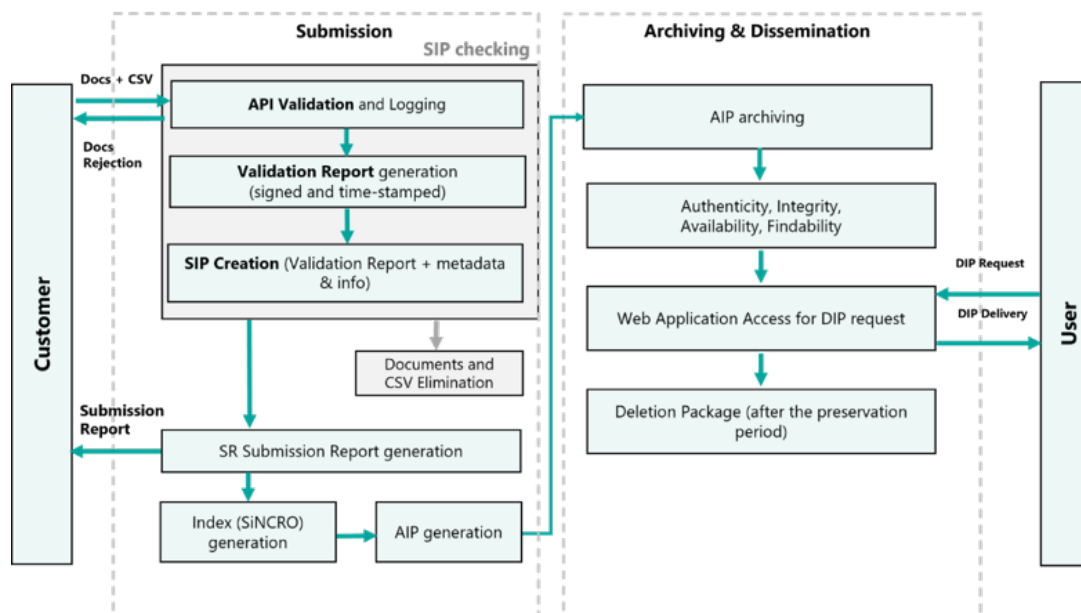 Submission
SIP checking
Docs + CSV
API Validation and Logging
Docs
Rejection
Validation Report generation
(signed and time-stamped)
SIP Creation (Validation Report + metadata
& info)
Customer
Documents and
CSV Elimination
Submission
Report
SR Submission Report generation
Index (SiNCRO)
generation
AIP generation
Archiving & Dissemination
AIP archiving
Authenticity, Integrity,
Availability, Findability
DIP Request
Web Application Access for DIP request
DIP Delivery
User
Deletion Package (after the preservation
period)